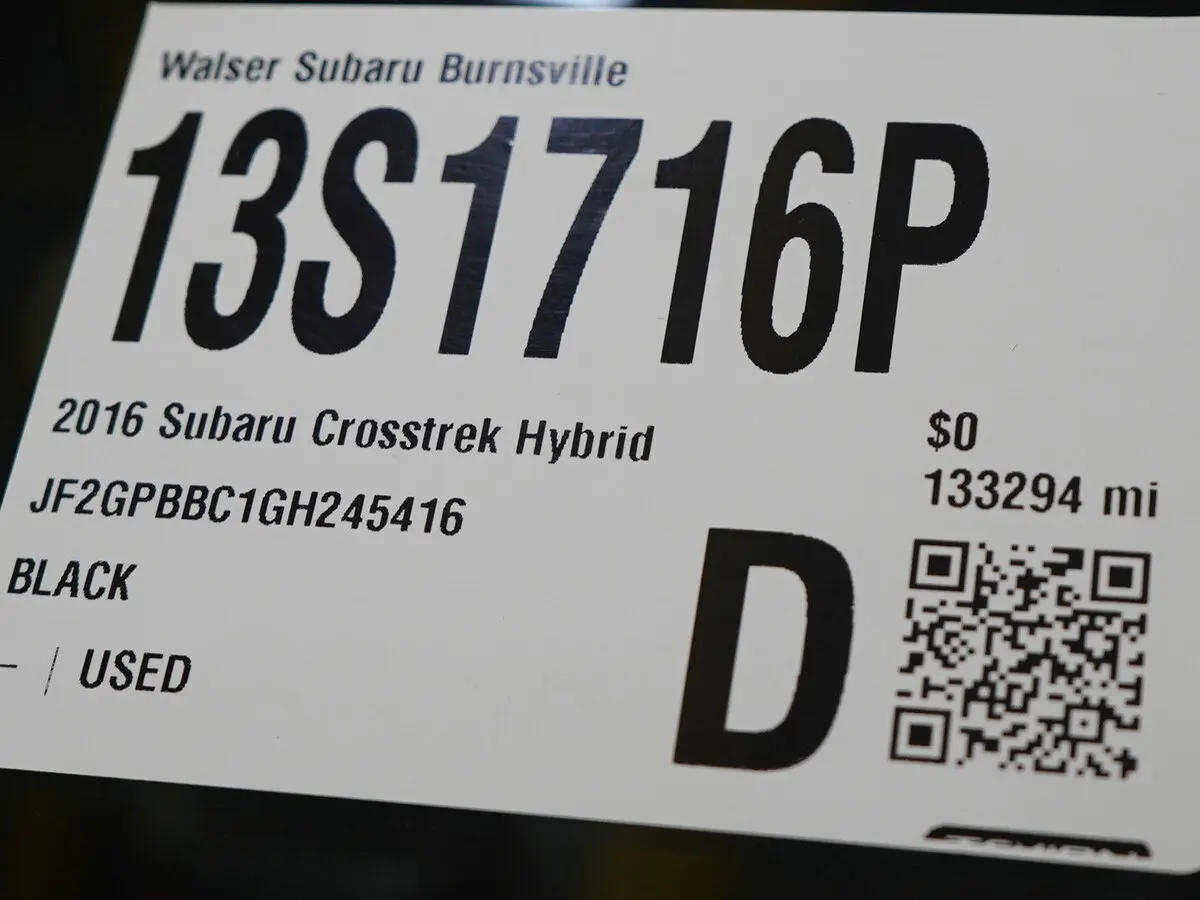 Walser Subaru Burnsville
13S1716P
2016 Subaru Crosstrek Hybrid
$0
JF2GPBBC1GH245416
133294 mi
BLACK
D
– | USED